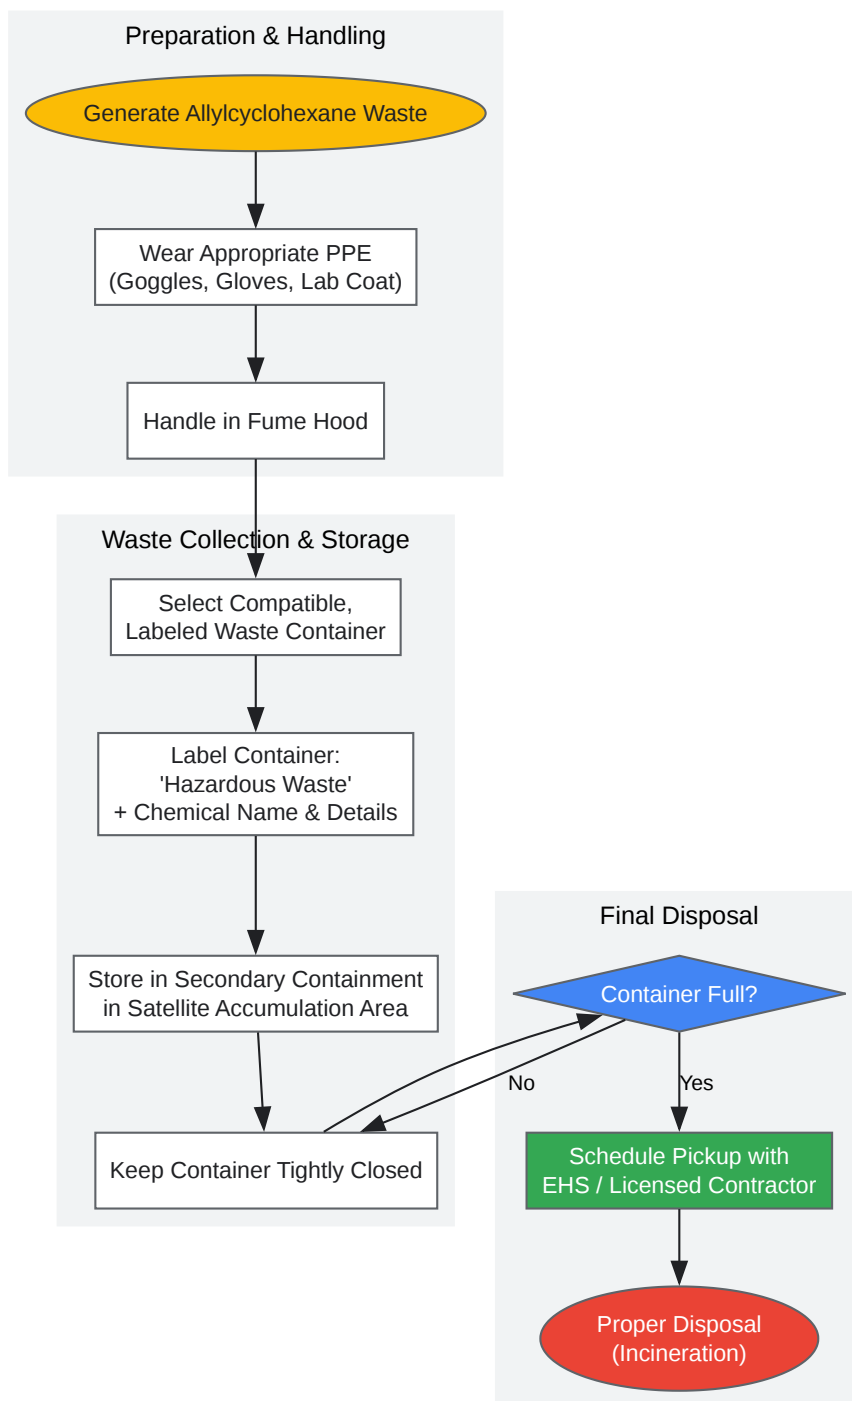 Preparation & Handling
Generate Allylcyclohexane Waste
Wear Appropriate PPE
(Goggles, Gloves, Lab Coat)
Handle in Fume Hood
Waste Collection & Storage
Select Compatible,
Labeled Waste Container
Label Container:
'Hazardous Waste'
+ Chemical Name & Details
Store in Secondary Containment
in Satellite Accumulation Area
Keep Container Tightly Closed
Final Disposal
Container Full?
No
Yes
Schedule Pickup with
EHS / Licensed Contractor
Proper Disposal
(Incineration)